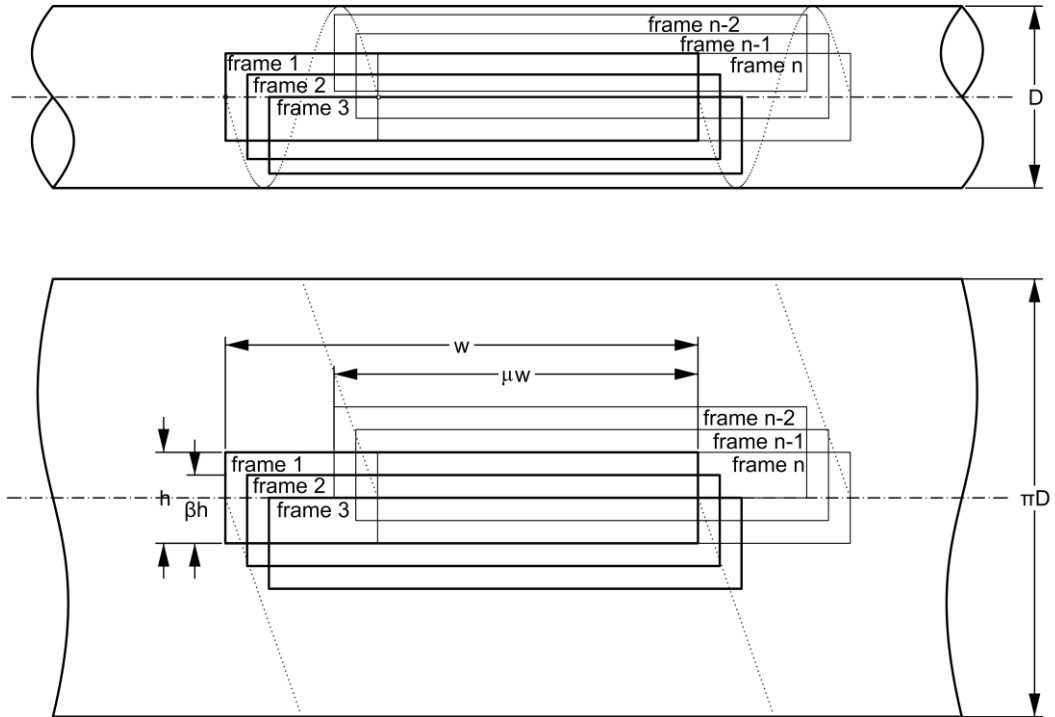 frame n-2
frame n-1
frame 1 frame n
frame 2
frame 3
D
w
μw
frame n-2
frame n-1
frame 1 frame n
frame 2
h
βh
frame 3
πD